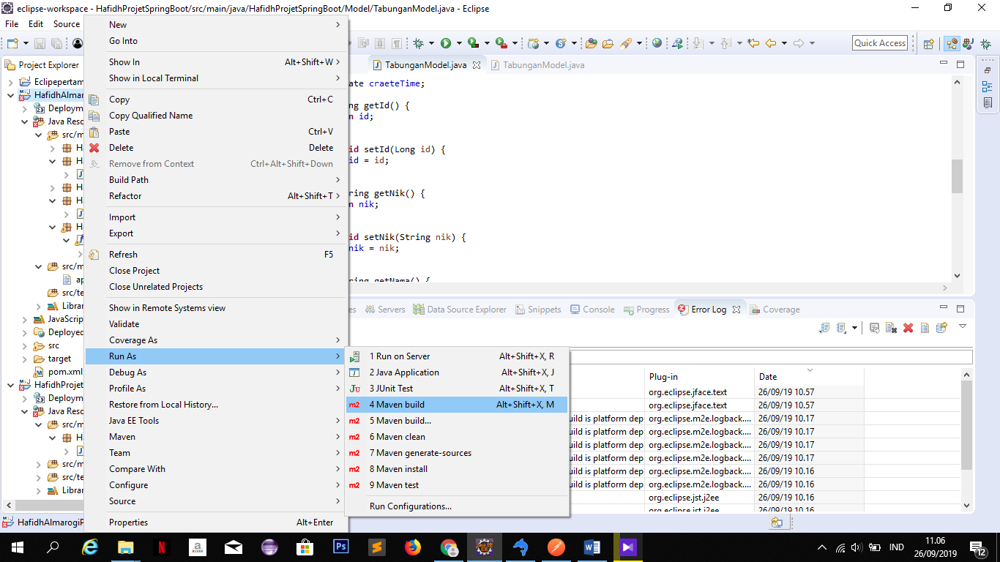 eclipse-workspace - HafidhProjetSpringBoot/src/main/java/HafidhProjetSpringBoot/Model/TabunganModel.java - Eclipse
File Edit Source
Quick Access
Project Explorer
Eclipepertam
HafidhAlmar
Deploym
Java Reso
src/m
Ha
Ha
J
Ha
Ha
J
Ha
src/m
ap
src/te
Librar
JavaScrip
Deployed
src
target
pom.xml
HafidhProjet
Deploym
Java Reso
src/m
Ha
J
src/m
src/te
Librar
New
Go Into
Show In Alt+Shift+W
Show in Local Terminal
Copy Ctrl+C
Copy Qualified Name
Paste Ctrl+V
Delete Delete
Remove from Context Ctrl+Alt+Shift+Down
Build Path
Refactor Alt+Shift+T
Import
Export
Refresh F5
Close Project
Close Unrelated Projects
Show in Remote Systems view
Validate
Coverage As
Run As
Debug As
Profile As
Restore from Local History...
Java EE Tools
Maven
Team
Compare With
Configure
Source
Properties Alt+Enter
1 Run on Server Alt+Shift+X, R
2 Java Application Alt+Shift+X, J
3 JUnit Test Alt+Shift+X, T
4 Maven build Alt+Shift+X, M
5 Maven build...
6 Maven clean
7 Maven generate-sources
8 Maven install
9 Maven test
Run Configurations...
TabunganModel.java TabunganModel.java
ate craeteTime;
ng getId() {
n id;
id setId(Long id) {
id = id;
ring getNik() {
n nik;
id setNik(String nik) {
nik = nik;
ring getNama() {
es Servers Data Source Explorer Snippets Console Progress Error Log Coverage
Plug-in Date
org.eclipse.jface.text 26/09/19 10.57
org.eclipse.jface.text 26/09/19 10.57
uild is platform dep org.eclipse.m2e.logback.... 26/09/19 10.17
uild is platform dep org.eclipse.m2e.logback.... 26/09/19 10.17
uild is platform dep org.eclipse.m2e.logback.... 26/09/19 10.17
uild is platform dep org.eclipse.m2e.logback.... 26/09/19 10.17
uild is platform dep org.eclipse.m2e.logback.... 26/09/19 10.16
uild is platform dep org.eclipse.m2e.logback.... 26/09/19 10.16
org.eclipse.jst.j2ee 26/09/19 10.16
org.eclipse.jst.j2ee 26/09/19 10.16
HafidhAlmarogiP
IND
11.06
26/09/2019
12